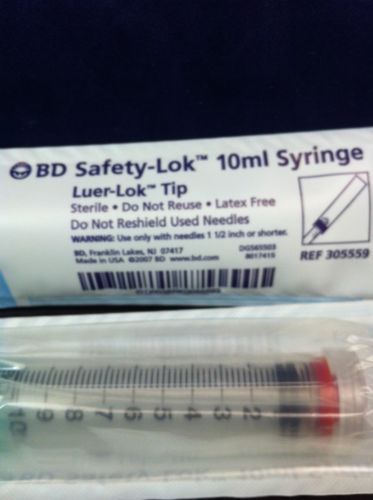 BD Safety-Lok™ 10ml Syringe
Luer-Lok™ Tip
Sterile • Do Not Reuse • Latex Free
Do Not Reshield Used Needles
WARNING: Use only with needles 1 1/2 inch or shorter.
BD, Franklin Lakes, NJ 07417
Made in USA ©2007 BD www.bd.com
DG565503
8017415
REF 305559
10 9 8 7 6 5 4 3 2